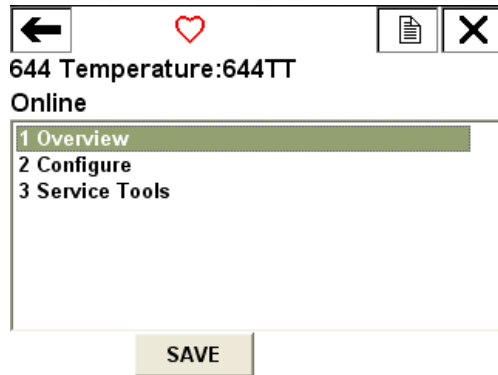 644 Temperature:644TT
Online
1 Overview
2 Configure
3 Service Tools
SAVE